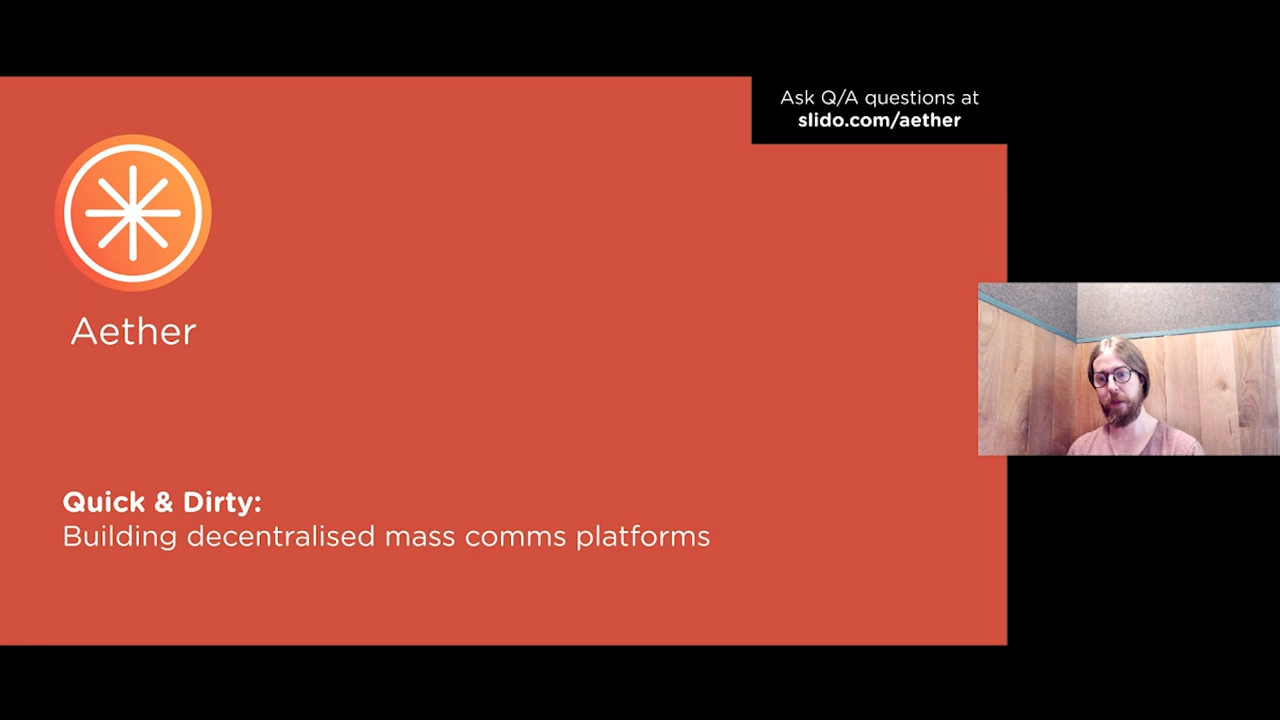 Ask Q/A questions at
slido.com/aether
Aether
Quick & Dirty:
Building decentralised mass comms platforms